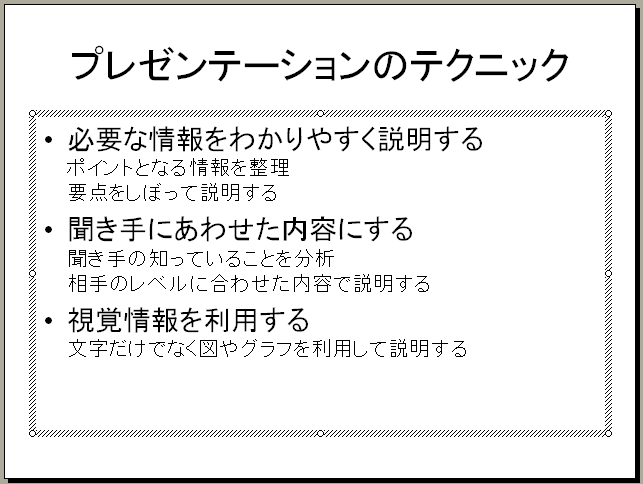 プレゼンテーションのテクニック
• 必要な情報をわかりやすく説明する
ポイントとなる情報を整理
要点をしぼって説明する
• 聞き手にあわせた内容にする
聞き手の知っていることを分析
相手のレベルに合わせた内容で説明する
• 視覚情報を利用する
文字だけでなく図やグラフを利用して説明する